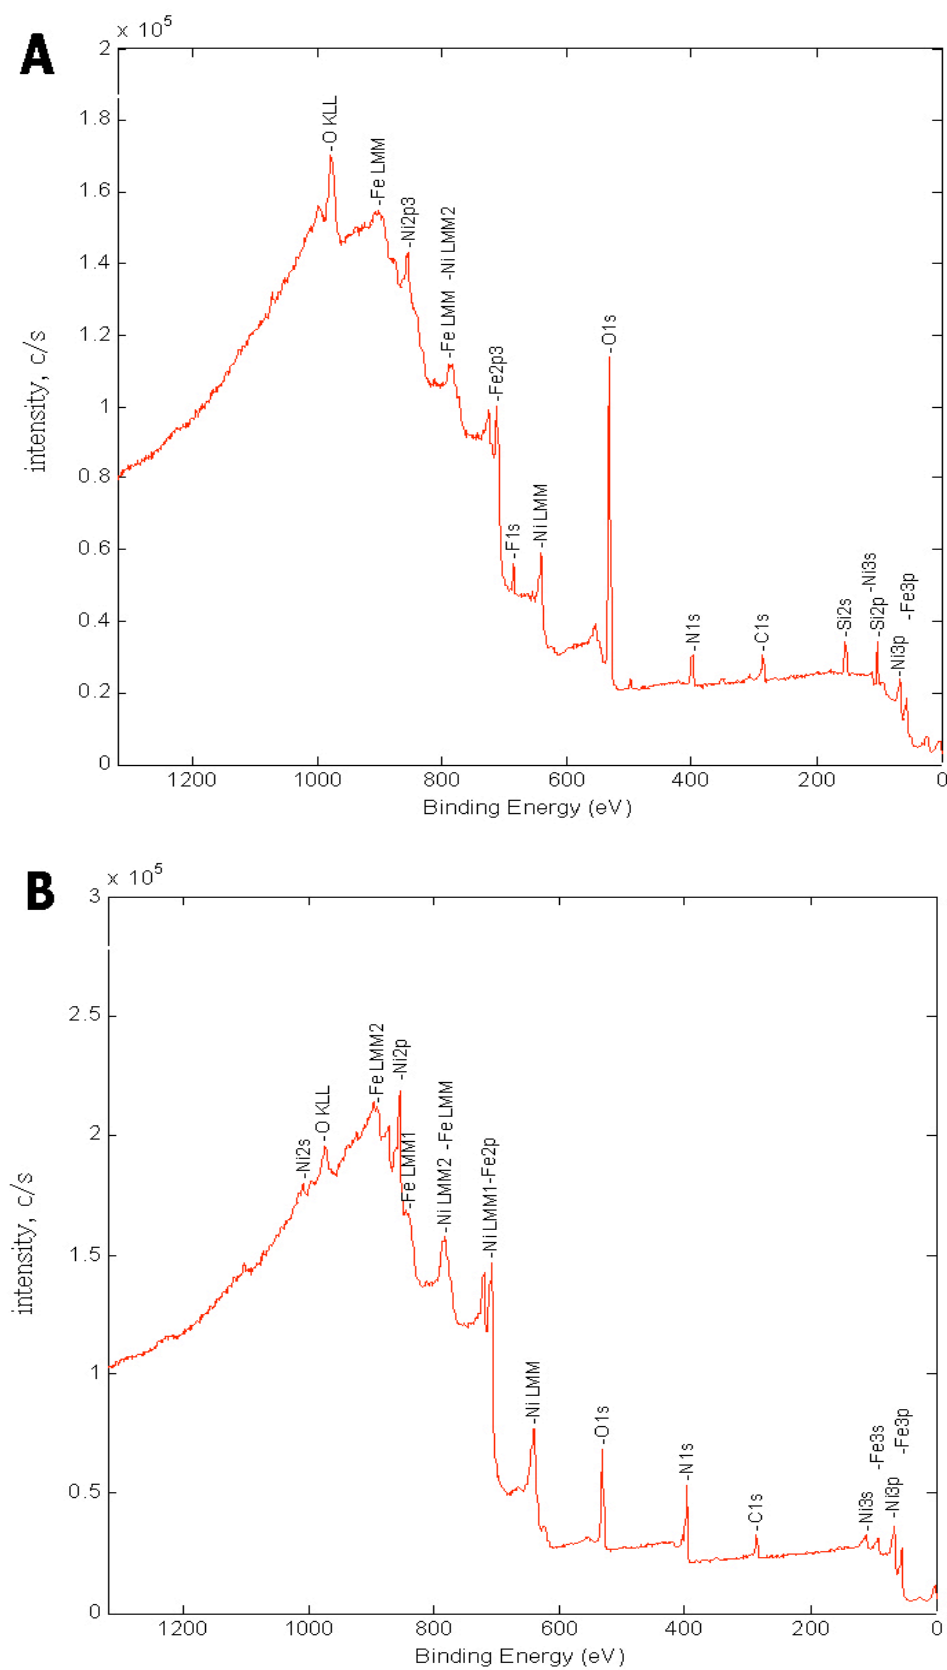 A
× 10⁵
2
1.8
1.6
1.4
1.2
1
0.8
0.6
0.4
0.2
0
intensity, c/s
-O KLL
-Fe LMM
-Ni2p3
-Fe LMM -Ni LMM2
-Fe2p3
-F1s
-Ni LMM
-O1s
-N1s
-C1s
-Si2s
-Si2p -Ni3s
-Ni3p -Fe3p
1200 1000 800 600 400 200 0
Binding Energy (eV)
B
× 10⁵
3
2.5
2
1.5
1
0.5
0
intensity, c/s
-Ni2s
-O KLL
-Fe LMM2
-Ni2p
-Fe LMM1
-Ni LMM2 -Fe LMM
-Ni LMM1-Fe2p
-Ni LMM
-O1s
-N1s
-C1s
-Ni3s -Fe3s
-Ni3p -Fe3p
1200 1000 800 600 400 200 0
Binding Energy (eV)